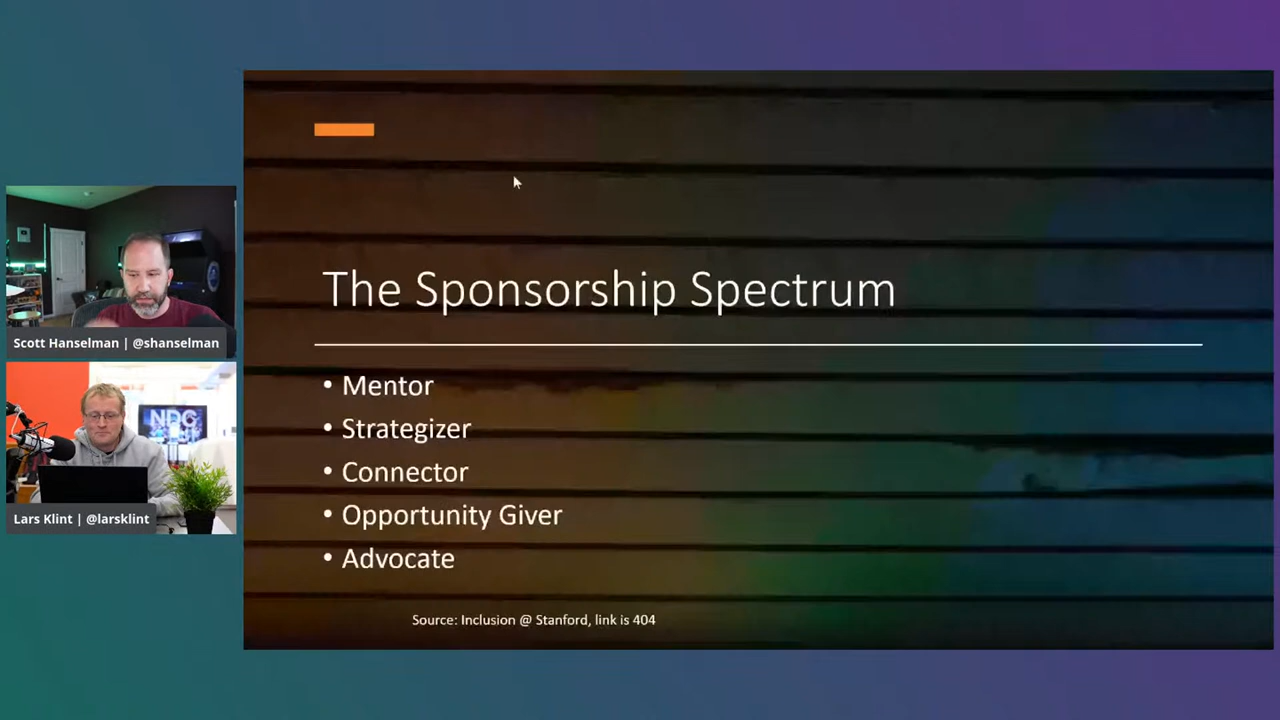 The Sponsorship Spectrum
• Mentor
• Strategizer
• Connector
• Opportunity Giver
• Advocate
Source: Inclusion @ Stanford, link is 404
Scott Hanselman | @shanselman
NDC
Lars Klint | @larsklint